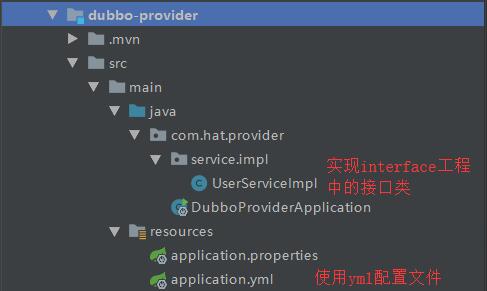 dubbo-provider
.mvn
src
main
java
com.hat.provider
service.impl
UserServiceImpl
实现interface工程
中的接口类
DubboProviderApplication
resources
application.properties
application.yml
使用yml配置文件